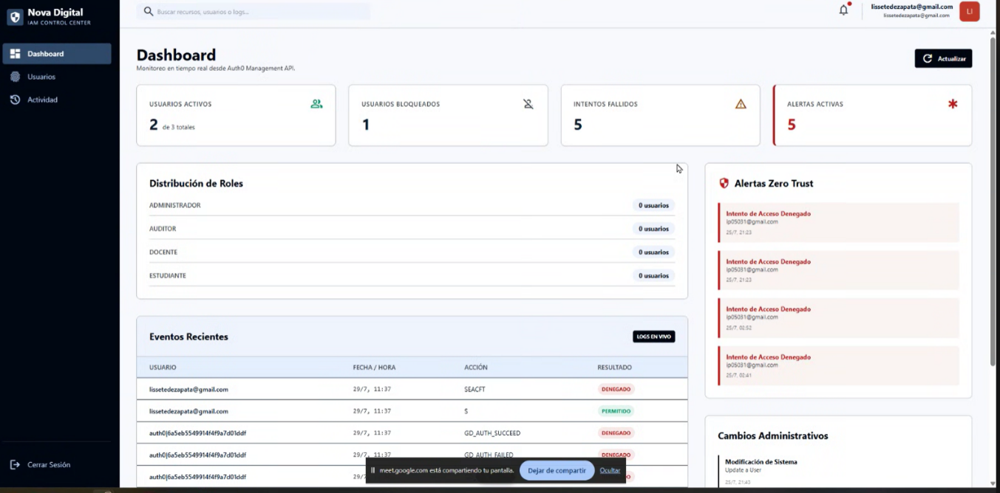 Nova Digital
IAM CONTROL CENTER
Buscar recursos, usuarios o logs...
lissetedezapata@gmail.com
lissetedezapata@gmail.com
LI
Dashboard
Usuarios
Actividad
Cerrar Sesión
Dashboard
Monitoreo en tiempo real desde Auth0 Management API.
Actualizar
USUARIOS ACTIVOS
2 de 3 totales
USUARIOS BLOQUEADOS
1
INTENTOS FALLIDOS
5
ALERTAS ACTIVAS
5
Distribución de Roles
ADMINISTRADOR 0 usuarios
AUDITOR 0 usuarios
DOCENTE 0 usuarios
ESTUDIANTE 0 usuarios
Eventos Recientes LOGS EN VIVO
USUARIO FECHA / HORA ACCIÓN RESULTADO
lissetedezapata@gmail.com 29/7, 11:37 SEACFT DENEGADO
lissetedezapata@gmail.com 29/7, 11:37 S PERMITIDO
auth0|6a5eb5549914f4f9a7d01ddf 29/7, 11:37 GD_AUTH_SUCCEED DENEGADO
auth0|6a5eb5549914f4f9a7d01ddf 29/7, 11:37 GD_AUTH_FAILED DENEGADO
auth0|6a5eb5549914f4f9a7d01ddf 29/7
meet.google.com está compartiendo tu pantalla. Dejar de compartir Ocultar
Alertas Zero Trust
Intento de Acceso Denegado
lp05031@gmail.com
25/7, 21:23
Intento de Acceso Denegado
lp05031@gmail.com
25/7, 21:23
Intento de Acceso Denegado
lp05031@gmail.com
25/7, 02:52
Intento de Acceso Denegado
lp05031@gmail.com
25/7, 02:41
Cambios Administrativos
Modificación de Sistema
Update a User
25/7, 21:43